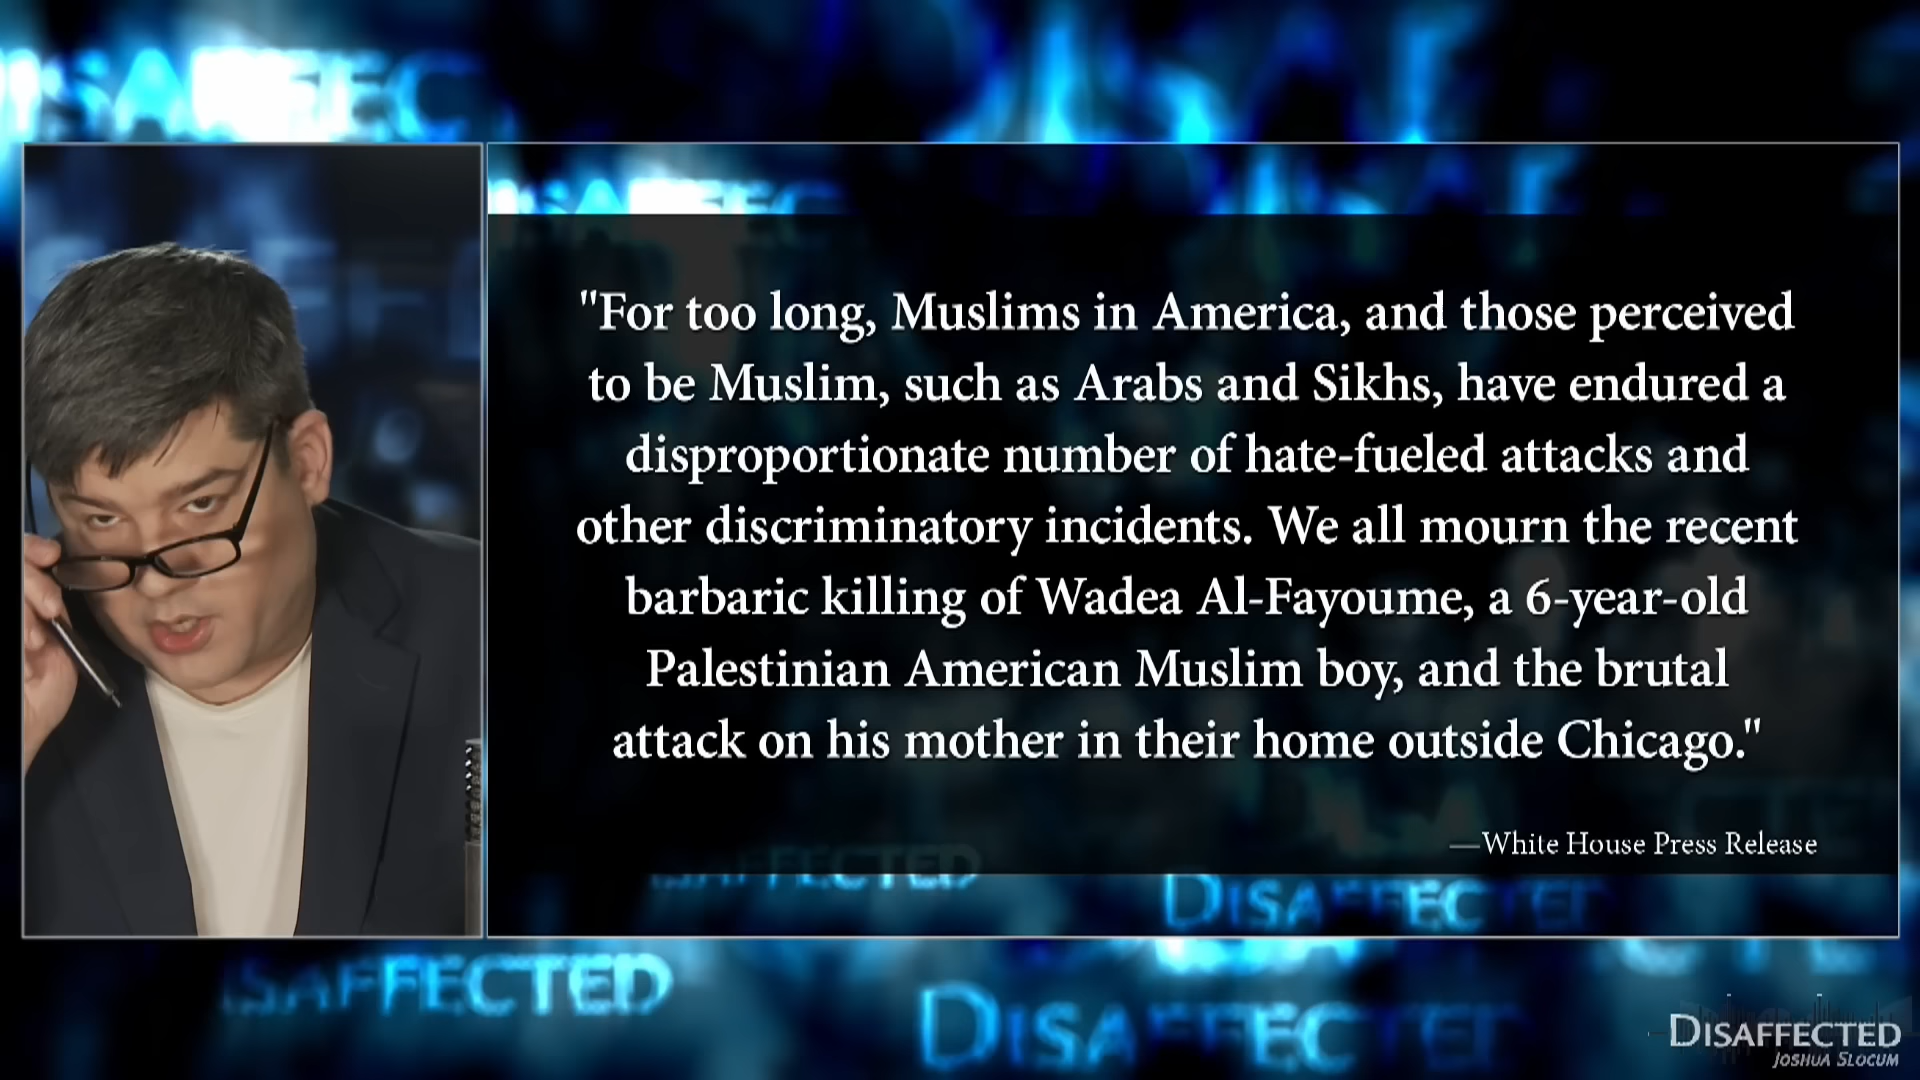 "For too long, Muslims in America, and those perceived
to be Muslim, such as Arabs and Sikhs, have endured a
disproportionate number of hate-fueled attacks and
other discriminatory incidents. We all mourn the recent
barbaric killing of Wadea Al-Fayoume, a 6-year-old
Palestinian American Muslim boy, and the brutal
attack on his mother in their home outside Chicago."
—White House Press Release
DISAFFECTED
DISAFFECTED
DISAFFECTED
JOSHUA SLOCUM